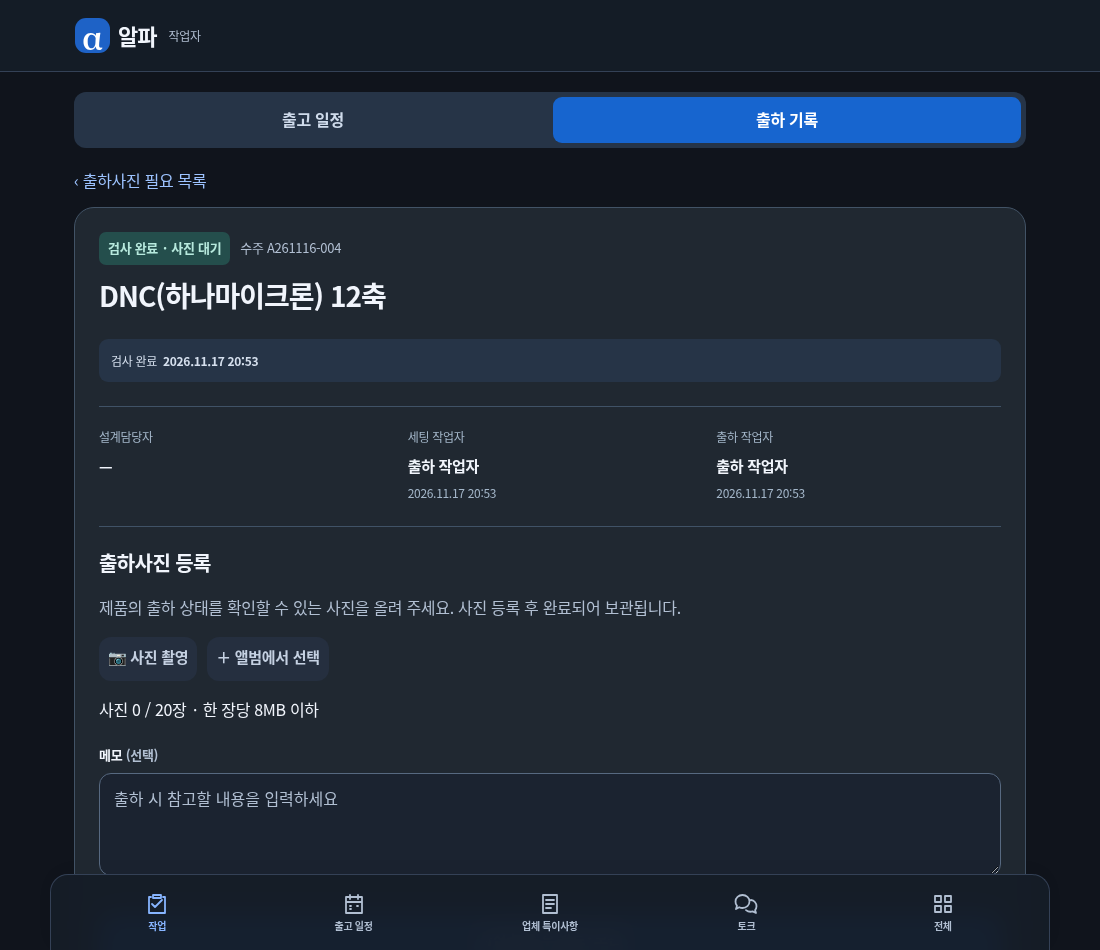 α 알파 작업자
출고 일정 출하 기록
‹ 출하사진 필요 목록
검사 완료 · 사진 대기 수주 A261116-004
DNC(하나마이크론) 12축
검사 완료 2026.11.17 20:53
설계담당자 세팅 작업자 출하 작업자
— 출하 작업자 출하 작업자
2026.11.17 20:53 2026.11.17 20:53
출하사진 등록
제품의 출하 상태를 확인할 수 있는 사진을 올려 주세요. 사진 등록 후 완료되어 보관됩니다.
📷 사진 촬영 + 앨범에서 선택
사진 0 / 20장 · 한 장당 8MB 이하
메모 (선택)
출하 시 참고할 내용을 입력하세요
작업 출고 일정 업체 특이사항 토크 전체